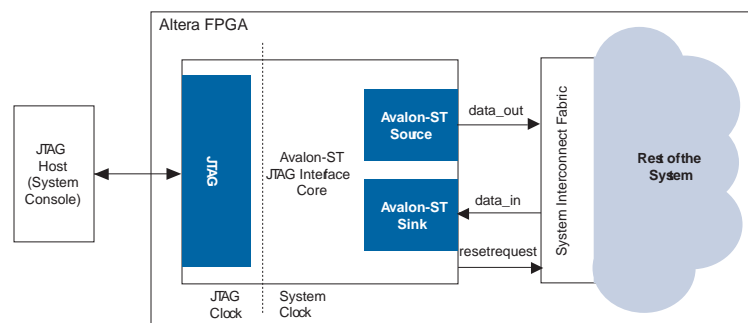 Altera FPGA
JTAG
Host
(System
Console)
JTAG
Avalon-ST
JTAG Interface
Core
Avalon-ST
Source
Avalon-ST
Sink
data_out
data_in
resetrequest
System Interconnect Fabric
Rest of the
System
JTAG
Clock
System
Clock